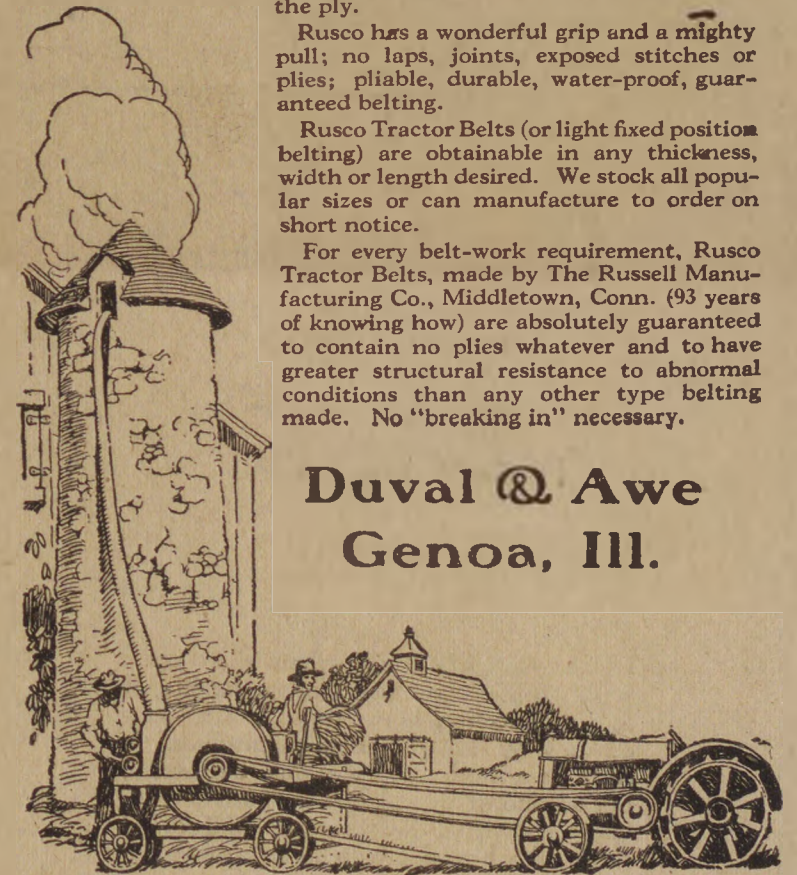 the ply.
Rusco has a wonderful grip and a mighty
pull; no laps, joints, exposed stitches or
plies; pliable, durable, water-proof, guar-
anteed belting.
Rusco Tractor Belts (or light fixed position
belting) are obtainable in any thickness,
width or length desired. We stock all popu-
lar sizes or can manufacture to order on
short notice.
For every belt-work requirement, Rusco
Tractor Belts, made by The Russell Manu-
facturing Co., Middletown, Conn. (93 years
of knowing how) are absolutely guaranteed
to contain no plies whatever and to have
greater structural resistance to abnormal
conditions than any other type belting
made. No "breaking in" necessary.
Duval & Awe
Genoa, Ill.